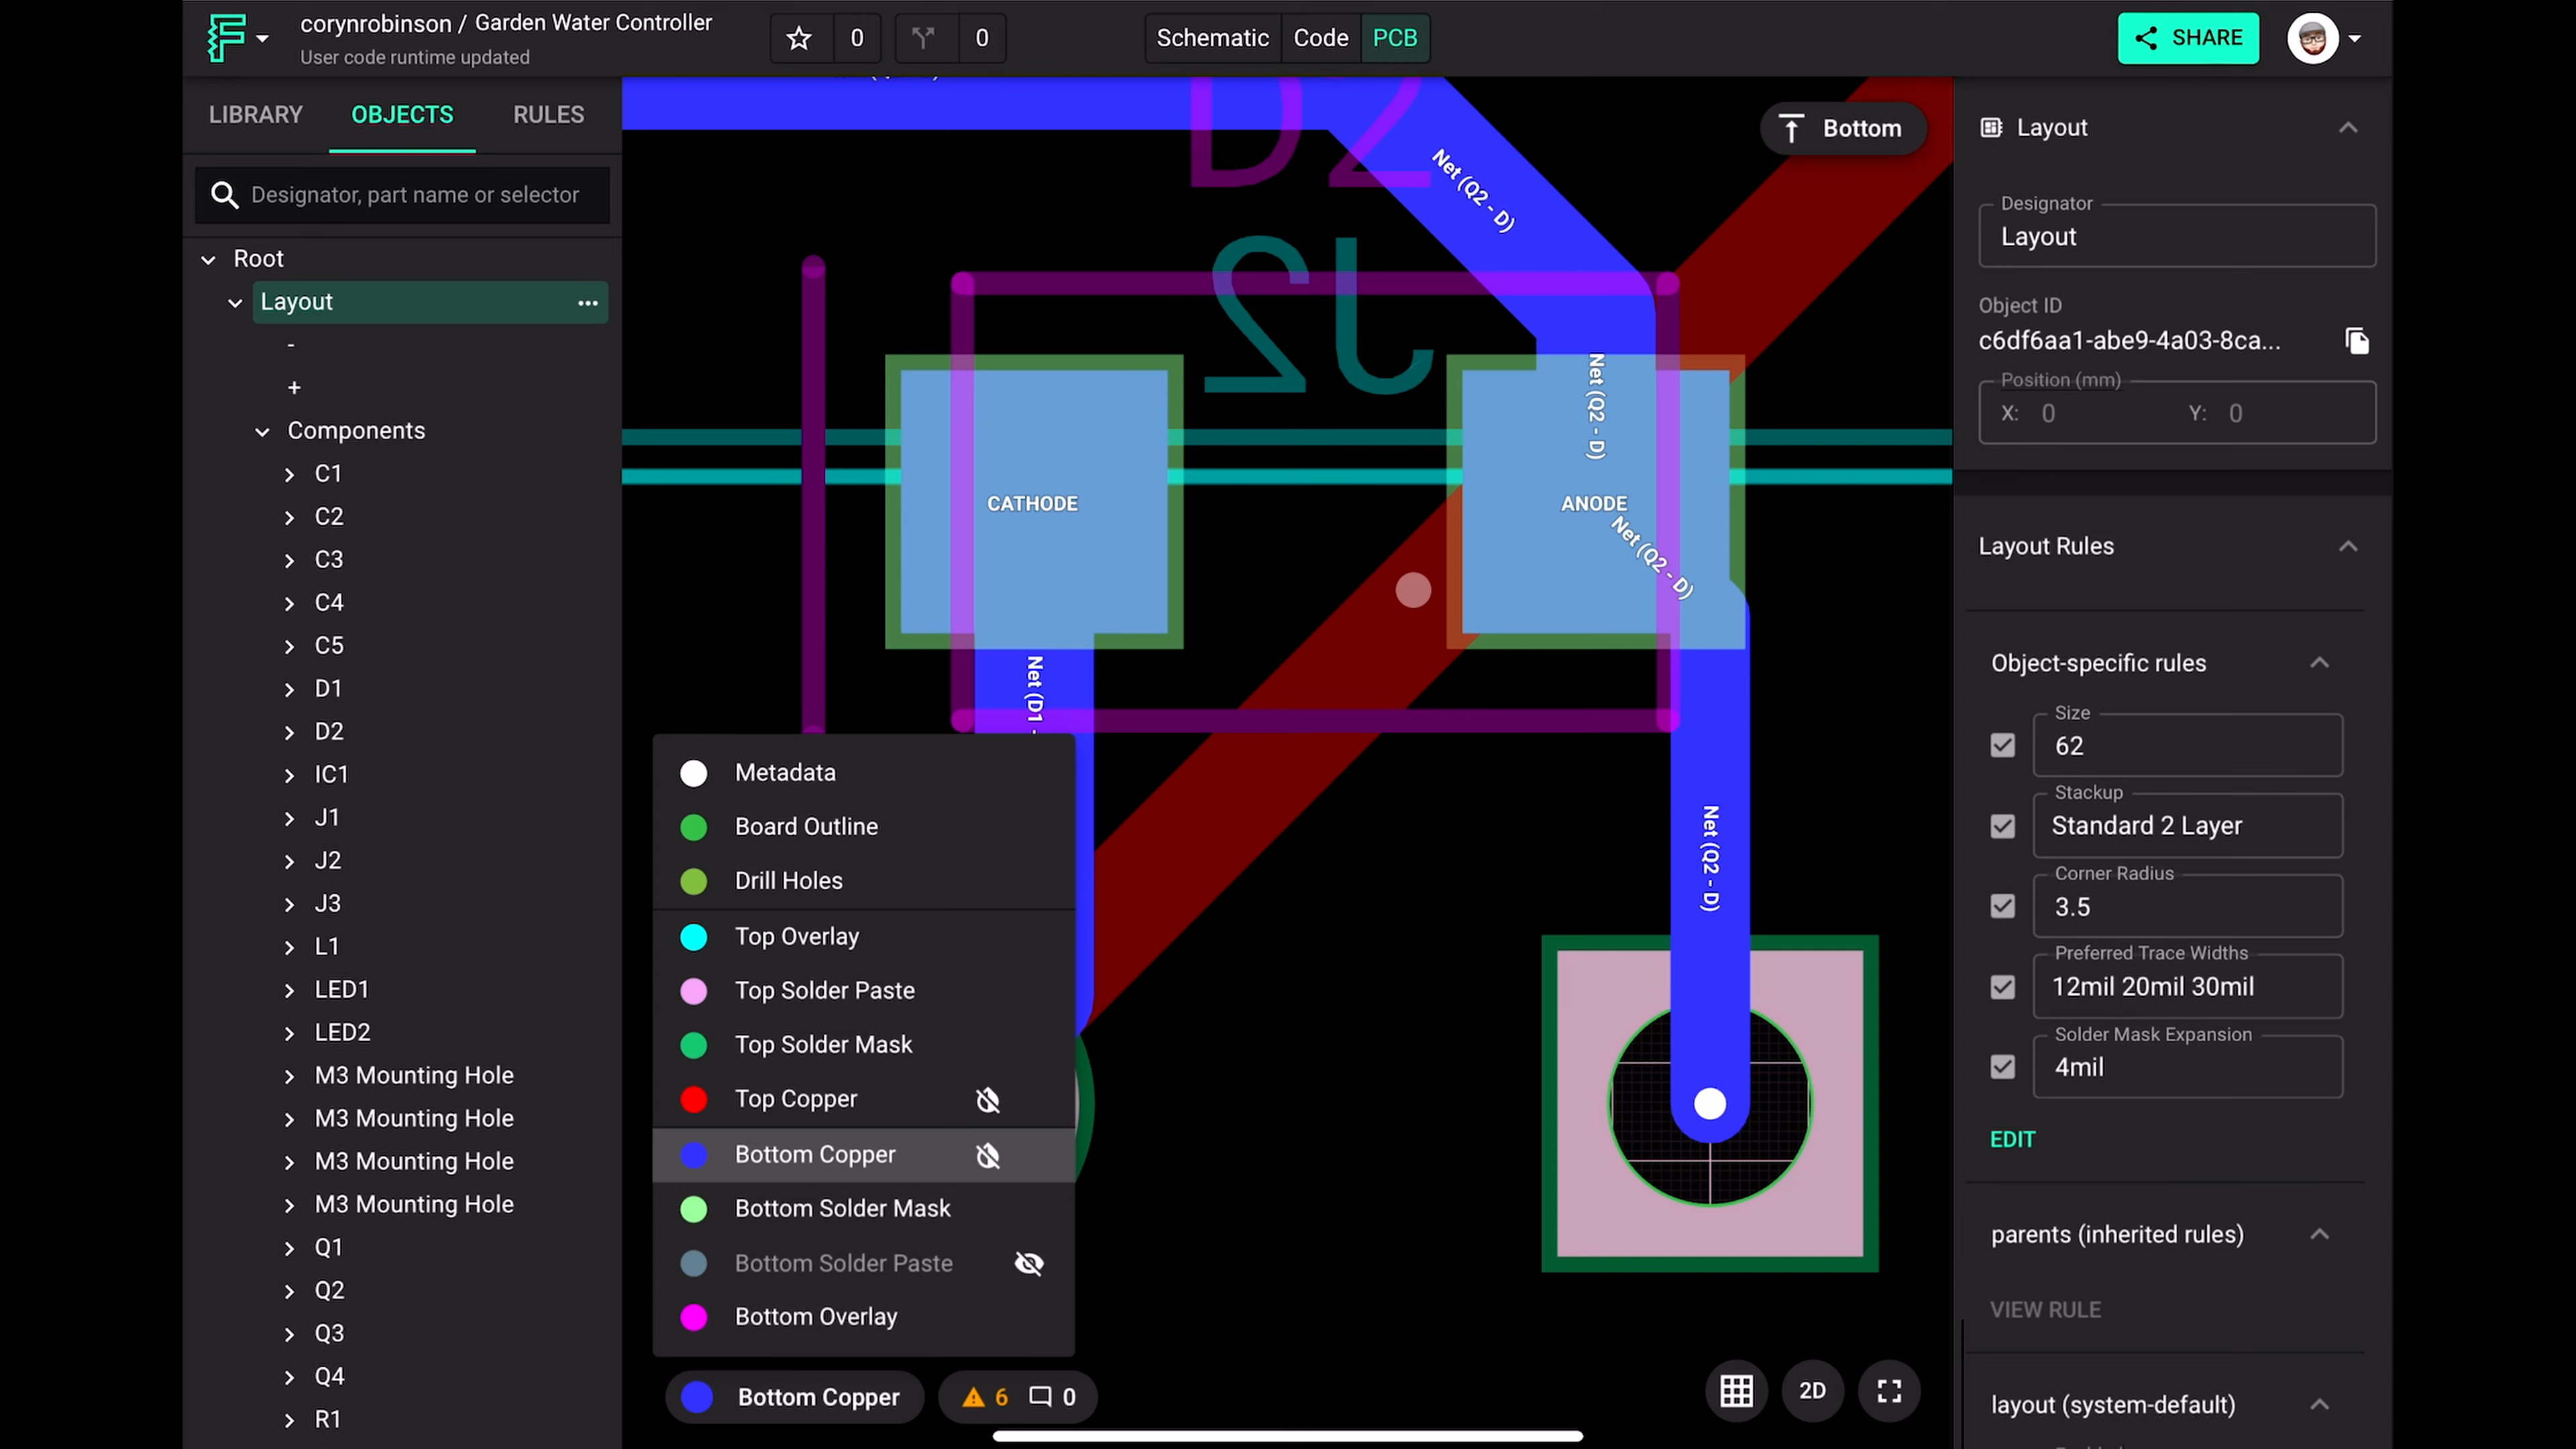 corynrobinson / Garden Water Controller
User code runtime updated
0
0
Schematic
Code
PCB
SHARE
LIBRARY
OBJECTS
RULES
Designator, part name or selector
Root
Layout
-
+
Components
C1
C2
C3
C4
C5
D1
D2
IC1
J1
J2
J3
L1
LED1
LED2
M3 Mounting Hole
M3 Mounting Hole
M3 Mounting Hole
M3 Mounting Hole
Q1
Q2
Q3
Q4
R1
D2
J2
Bottom
Net (Q2 - D)
Net (Q2 - D)
CATHODE
ANODE
Net (Q2 - D)
Net (D1 -
Net (Q2 - D)
Metadata
Board Outline
Drill Holes
Top Overlay
Top Solder Paste
Top Solder Mask
Top Copper
Bottom Copper
Bottom Solder Mask
Bottom Solder Paste
Bottom Overlay
Bottom Copper
6
0
2D
Layout
Designator
Layout
Object ID
c6df6aa1-abe9-4a03-8ca...
Position (mm)
X: 0
Y: 0
Layout Rules
Object-specific rules
Size
62
Stackup
Standard 2 Layer
Corner Radius
3.5
Preferred Trace Widths
12mil 20mil 30mil
Solder Mask Expansion
4mil
EDIT
parents (inherited rules)
VIEW RULE
layout (system-default)